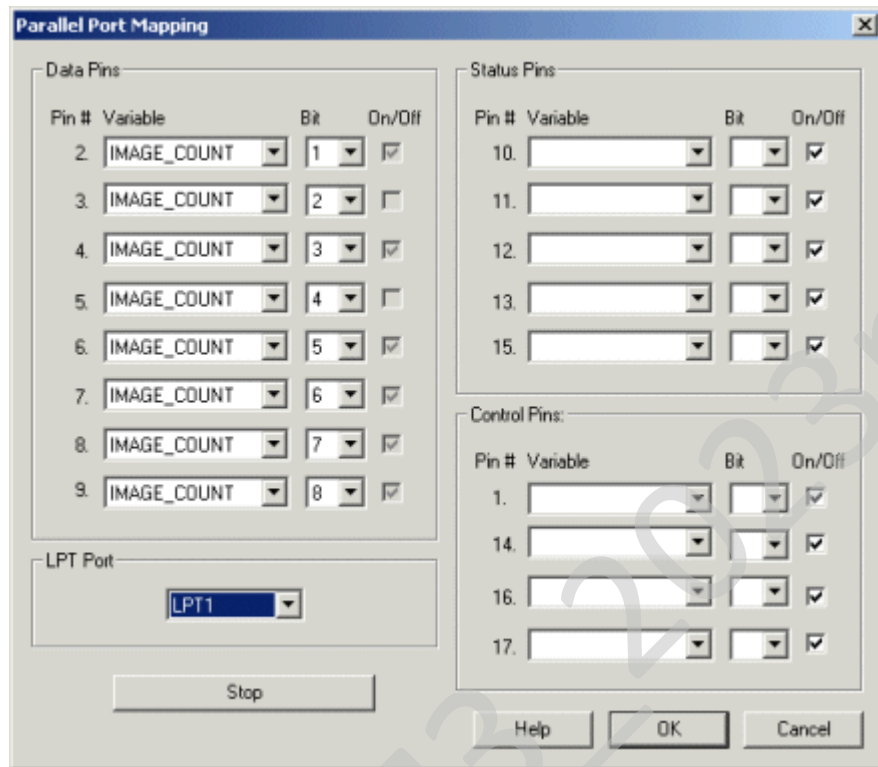 Parallel Port Mapping
Data Pins
Pin # Variable Bit On/Off
2. IMAGE_COUNT 1
3. IMAGE_COUNT 2
4. IMAGE_COUNT 3
5. IMAGE_COUNT 4
6. IMAGE_COUNT 5
7. IMAGE_COUNT 6
8. IMAGE_COUNT 7
9. IMAGE_COUNT 8
LPT Port
LPT1
Stop
Status Pins
Pin # Variable Bit On/Off
10.
11.
12.
13.
15.
Control Pins:
Pin # Variable Bit On/Off
1.
14.
16.
17.
Help OK Cancel